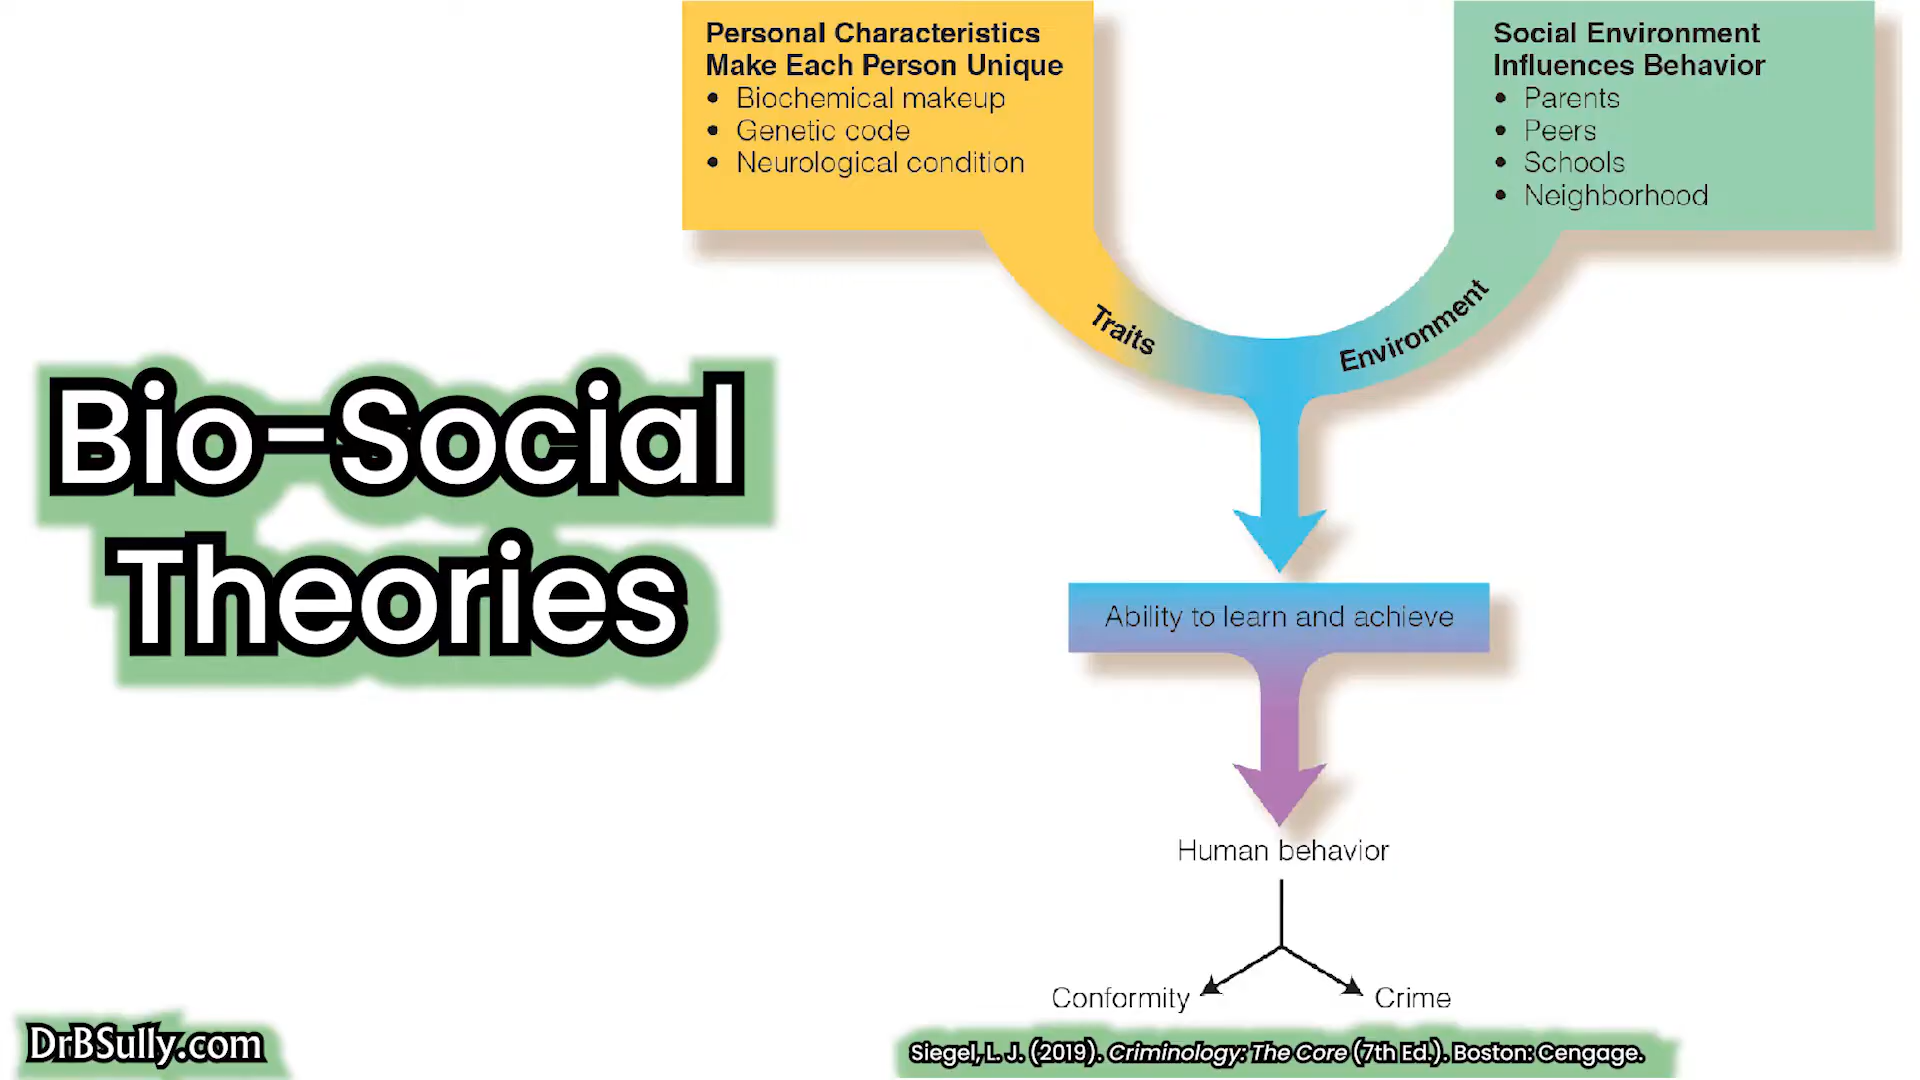 Bio-Social
Theories
Personal Characteristics
Make Each Person Unique
• Biochemical makeup
• Genetic code
• Neurological condition
Social Environment
Influences Behavior
• Parents
• Peers
• Schools
• Neighborhood
Traits
Environment
Ability to learn and achieve
Human behavior
Conformity
Crime
DrBSully.com
Siegel, L. J. (2019). Criminology: The Core (7th Ed.). Boston: Cengage.